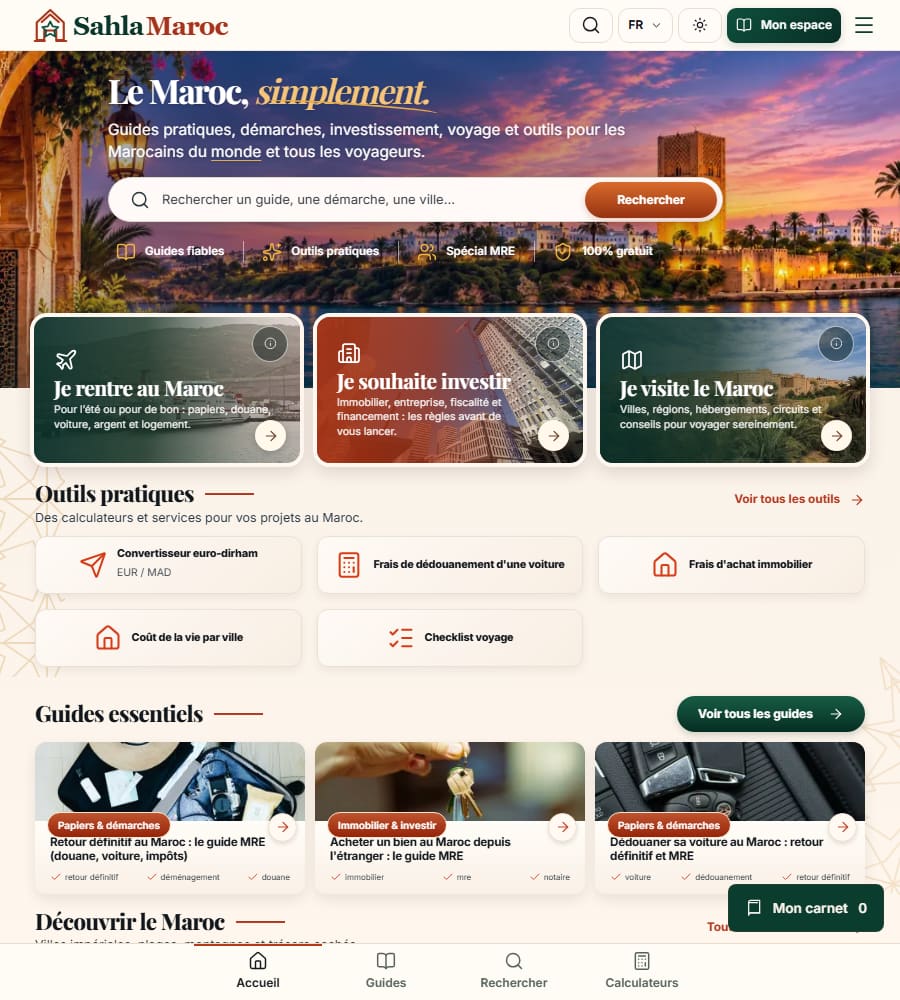 Sahla Maroc
FR
Mon espace
Le Maroc, simplement.
Guides pratiques, démarches, investissement, voyage et outils pour les
Marocains du monde et tous les voyageurs.
Rechercher un guide, une démarche, une ville...
Rechercher
Guides fiables
Outils pratiques
Spécial MRE
100% gratuit
Je rentre au Maroc
Pour l'été ou pour de bon : papiers, douane,
voiture, argent et logement.
Je souhaite investir
Immobilier, entreprise, fiscalité et
financement : les règles avant de
vous lancer.
Je visite le Maroc
Villes, régions, hébergements, circuits et
conseils pour voyager sereinement.
Outils pratiques
Voir tous les outils
Des calculateurs et services pour vos projets au Maroc.
Convertisseur euro-dirham
EUR / MAD
Frais de dédouanement d'une voiture
Frais d'achat immobilier
Coût de la vie par ville
Checklist voyage
Guides essentiels
Voir tous les guides
Papiers & démarches
Retour définitif au Maroc : le guide MRE
(douane, voiture, impôts)
retour définitif
déménagement
douane
Immobilier & investir
Acheter un bien au Maroc depuis
l'étranger : le guide MRE
immobilier
mre
notaire
Papiers & démarches
Dédouaner sa voiture au Maroc : retour
définitif et MRE
voiture
dédouanement
retour définitif
Découvrir le Maroc
Villes impériales, plages, montagnes et trésors cachés.
Mon carnet 0
Accueil
Guides
Rechercher
Calculateurs